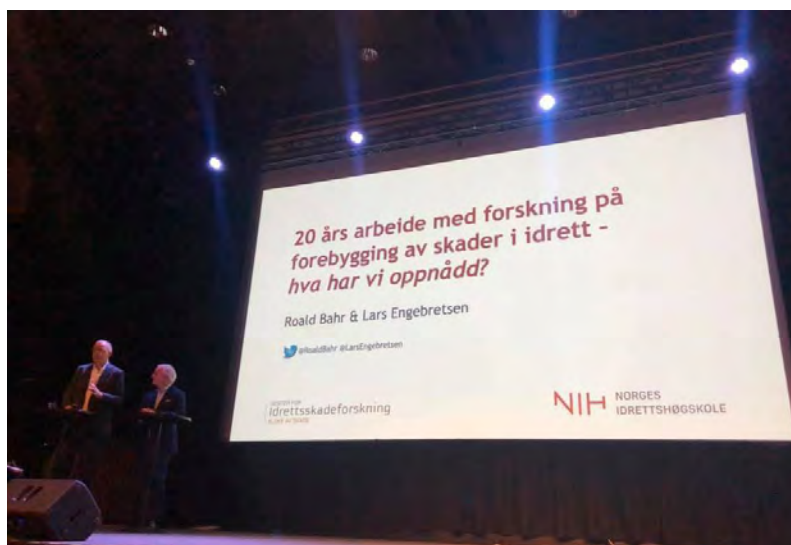 20 års arbeide med forskning på
forebygging av skader i idrett –
hva har vi oppnådd?
Roald Bahr & Lars Engebretsen
@RoaldBahr @LarsEngebretsen
Idrettsskadeforskning
NIH NORGES
IDRETTSHØGSKOLE